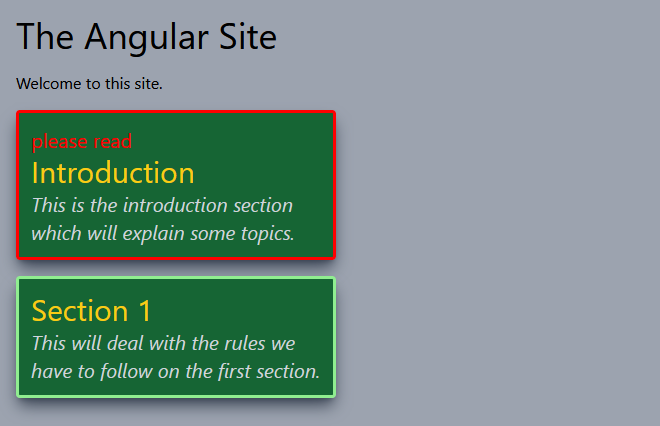 The Angular Site
Welcome to this site.
please read
Introduction
This is the introduction section
which will explain some topics.
Section 1
This will deal with the rules we
have to follow on the first section.